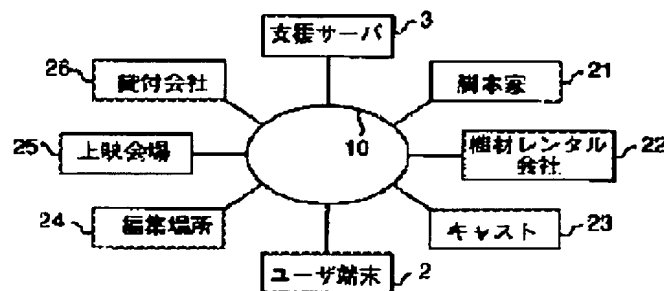 支援サーバ
3
26
貸付会社
脚本家
21
25
上映会場
10
機材レンタル
会社
22
24
編集場所
キャスト
23
ユーザ端末
2